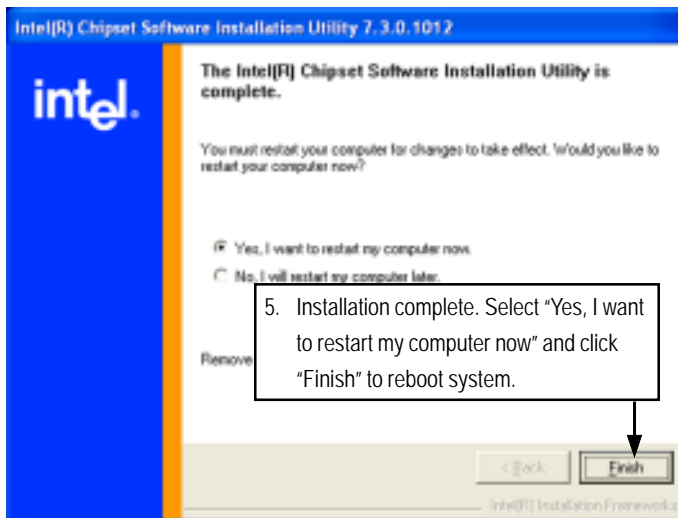 Intel(R) Chipset Software Installation Utility 7.3.0.1012
intel.
The Intel(R) Chipset Software Installation Utility is
complete.
You must restart your computer for changes to take effect. Would you like to
restart your computer now?
Yes, I want to restart my computer now.
No, I will restart my computer later.
5. Installation complete. Select "Yes, I want
to restart my computer now" and click
"Finish" to reboot system.
Remove
< Back
Finish
Intel(R) Installation Frameworks